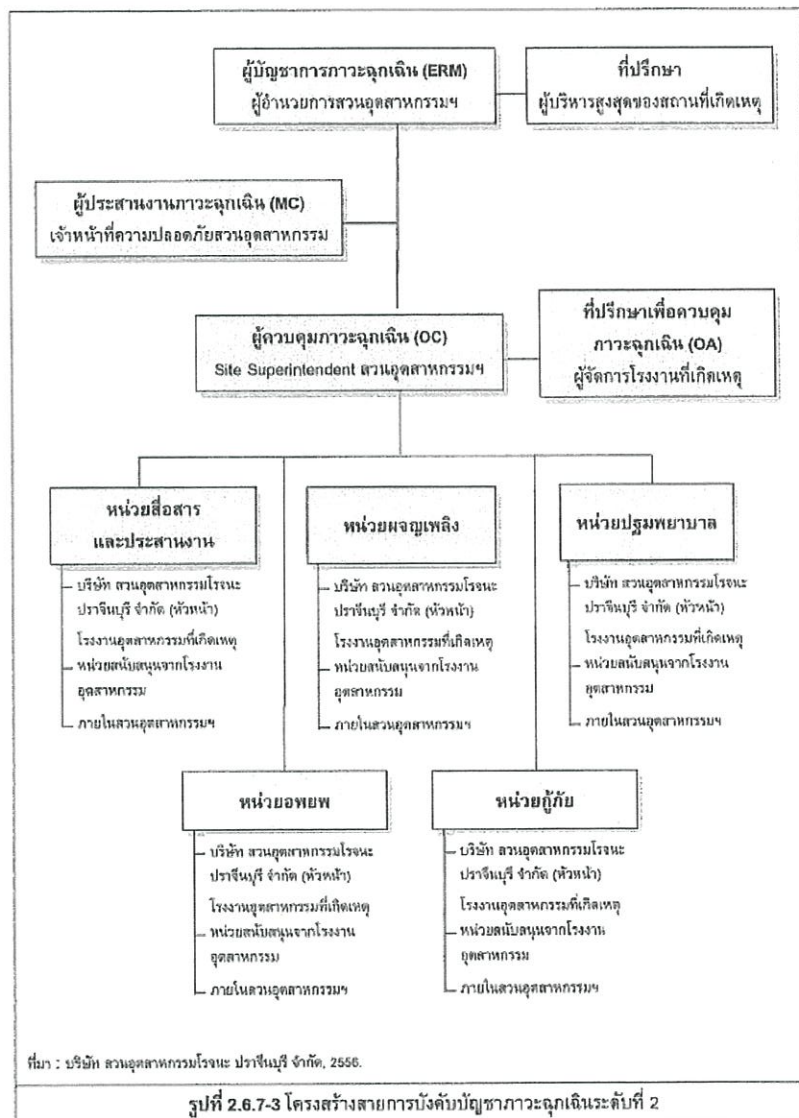 ผู้บัญชาการภาวะฉุกเฉิน (ERM)
ผู้อำนวยการสวนอุตสาหกรรมฯ
ที่ปรึกษา
ผู้บริหารสูงสุดของสถานที่เกิดเหตุ
ผู้ประสานงานภาวะฉุกเฉิน (MC)
เจ้าหน้าที่ความปลอดภัยสวนอุตสาหกรรม
ผู้ควบคุมภาวะฉุกเฉิน (OC)
Site Superintendent สวนอุตสาหกรรมฯ
ที่ปรึกษาเพื่อควบคุม
ภาวะฉุกเฉิน (OA)
ผู้จัดการโรงงานที่เกิดเหตุ
หน่วยสื่อสาร
และประสานงาน
บริษัท สวนอุตสาหกรรมโรจนะ
ปราจีนบุรี จำกัด (หัวหน้า)
โรงงานอุตสาหกรรมที่เกิดเหตุ
หน่วยสนับสนุนจากโรงงาน
อุตสาหกรรม
ภายในสวนอุตสาหกรรมฯ
หน่วยผจญเพลิง
บริษัท สวนอุตสาหกรรมโรจนะ
ปราจีนบุรี จำกัด (หัวหน้า)
โรงงานอุตสาหกรรมที่เกิดเหตุ
หน่วยสนับสนุนจากโรงงาน
อุตสาหกรรม
ภายในสวนอุตสาหกรรมฯ
หน่วยปฐมพยาบาล
บริษัท สวนอุตสาหกรรมโรจนะ
ปราจีนบุรี จำกัด (หัวหน้า)
โรงงานอุตสาหกรรมที่เกิดเหตุ
หน่วยสนับสนุนจากโรงงาน
อุตสาหกรรม
ภายในสวนอุตสาหกรรมฯ
หน่วยอพยพ
บริษัท สวนอุตสาหกรรมโรจนะ
ปราจีนบุรี จำกัด (หัวหน้า)
โรงงานอุตสาหกรรมที่เกิดเหตุ
หน่วยสนับสนุนจากโรงงาน
อุตสาหกรรม
ภายในสวนอุตสาหกรรมฯ
หน่วยกู้ภัย
บริษัท สวนอุตสาหกรรมโรจนะ
ปราจีนบุรี จำกัด (หัวหน้า)
โรงงานอุตสาหกรรมที่เกิดเหตุ
หน่วยสนับสนุนจากโรงงาน
อุตสาหกรรม
ภายในสวนอุตสาหกรรมฯ
ที่มา : บริษัท สวนอุตสาหกรรมโรจนะ ปราจีนบุรี จำกัด, 2556.
รูปที่ 2.6.7-3 โครงสร้างสายการบังคับบัญชาภาวะฉุกเฉินระดับที่ 2